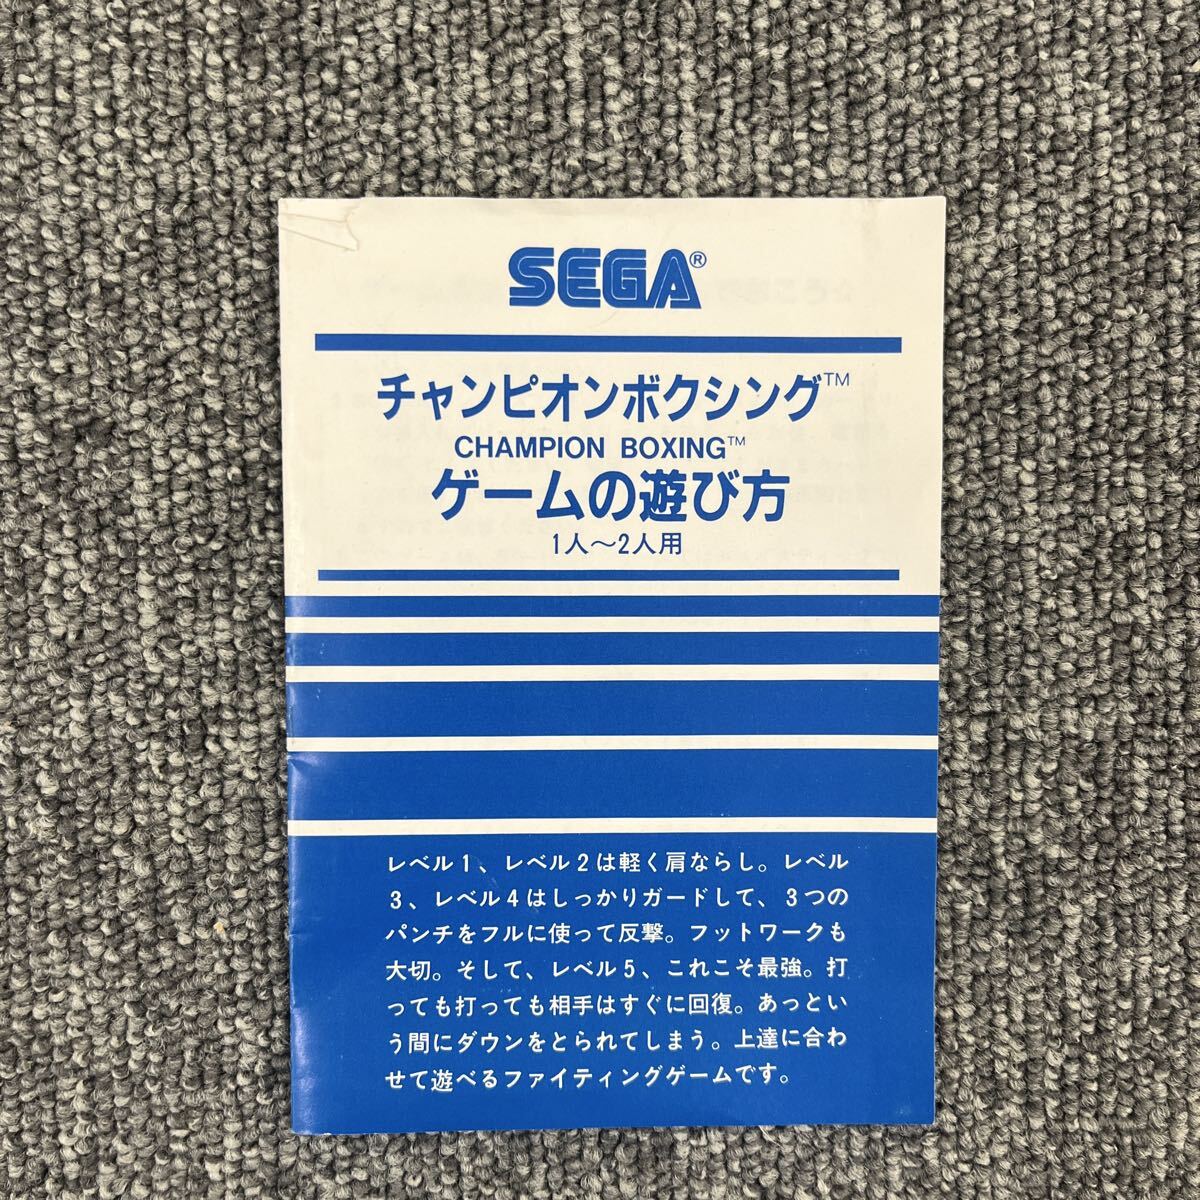 SEGA®
チャンピオンボクシング™
CHAMPION BOXING™
ゲームの遊び方
1人～2人用
レベル1、レベル2は軽く肩ならし。レベル
3、レベル4はしっかりガードして、3つの
パンチをフルに使って反撃。フットワークも
大切。そして、レベル5、これこそ最強。打
っても打っても相手はすぐに回復。あっとい
う間にダウンをとられてしまう。上達に合わ
せて遊べるファイティングゲームです。